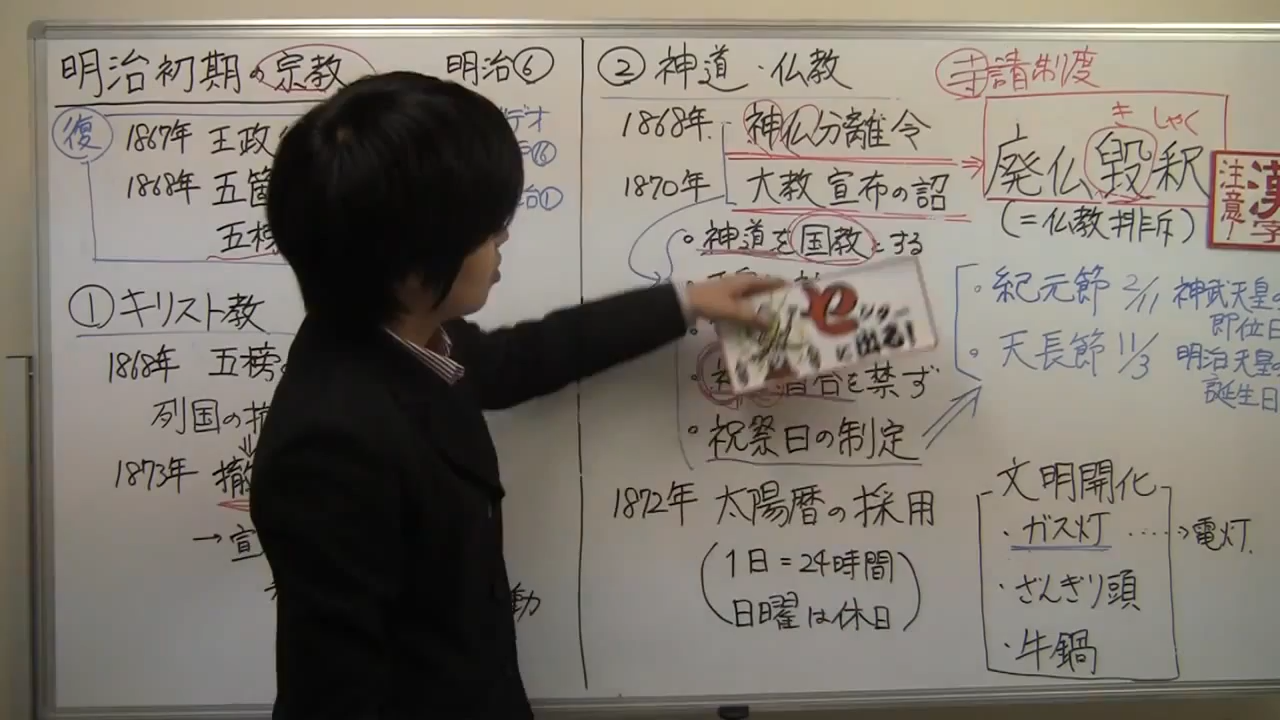 明治初期の宗教 明治⑥
復 1867年 王政
1868年 五箇
五榜
①キリスト教
1868年 五榜
列国の
1873年 撤
→宣
動
② 神道・仏教
1868年 神仏分離令
1870年 大教宣布の詔
・神道を国教とする
を禁ず
・祝祭日の制定
1872年 太陽暦の採用
(1日=24時間
日曜は休日)
寺請制度
き しゃく
廃仏毀釈
(=仏教排斥)
漢字
注意!
・紀元節 2/11 神武天皇の
即位日
・天長節 11/3 明治天皇の
誕生日
文明開化
・ガス灯 ……→電灯
・ざんぎり頭
・牛鍋